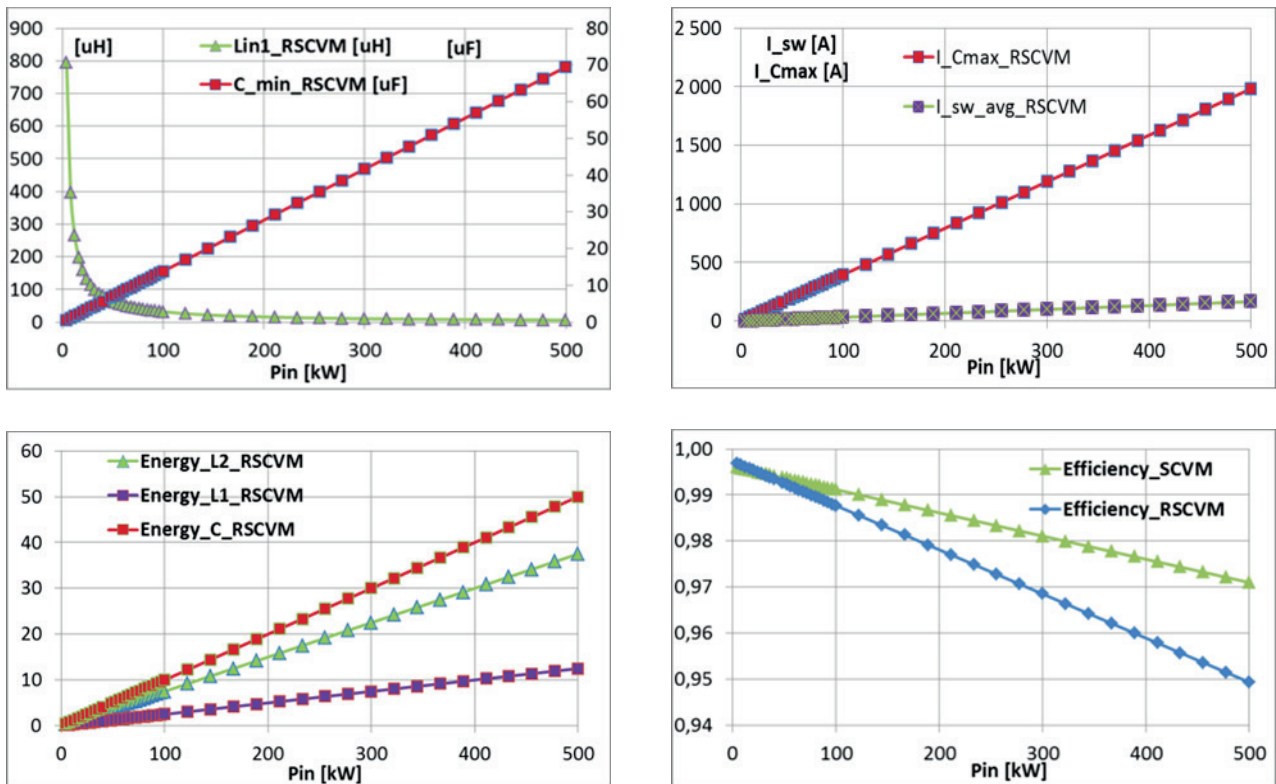 [uH]
Lin1_RSCVM [uH]
[uF]
C_min_RSCVM [uF]
900
800
700
600
500
400
300
200
100
0
80
70
60
50
40
30
20
10
0
0 100 200 300 400 500
Pin [kW]
I_sw [A]
I_Cmax [A]
I_Cmax_RSCVM
I_sw_avg_RSCVM
2 500
2 000
1 500
1 000
500
0
0 100 200 300 400 500
Pin [kW]
Energy_L2_RSCVM
Energy_L1_RSCVM
Energy_C_RSCVM
60
50
40
30
20
10
0
0 100 200 300 400 500
Pin [kW]
Efficiency_SCVM
Efficiency_RSCVM
1,00
0,99
0,98
0,97
0,96
0,95
0,94
0 100 200 300 400 500
Pin [kW]